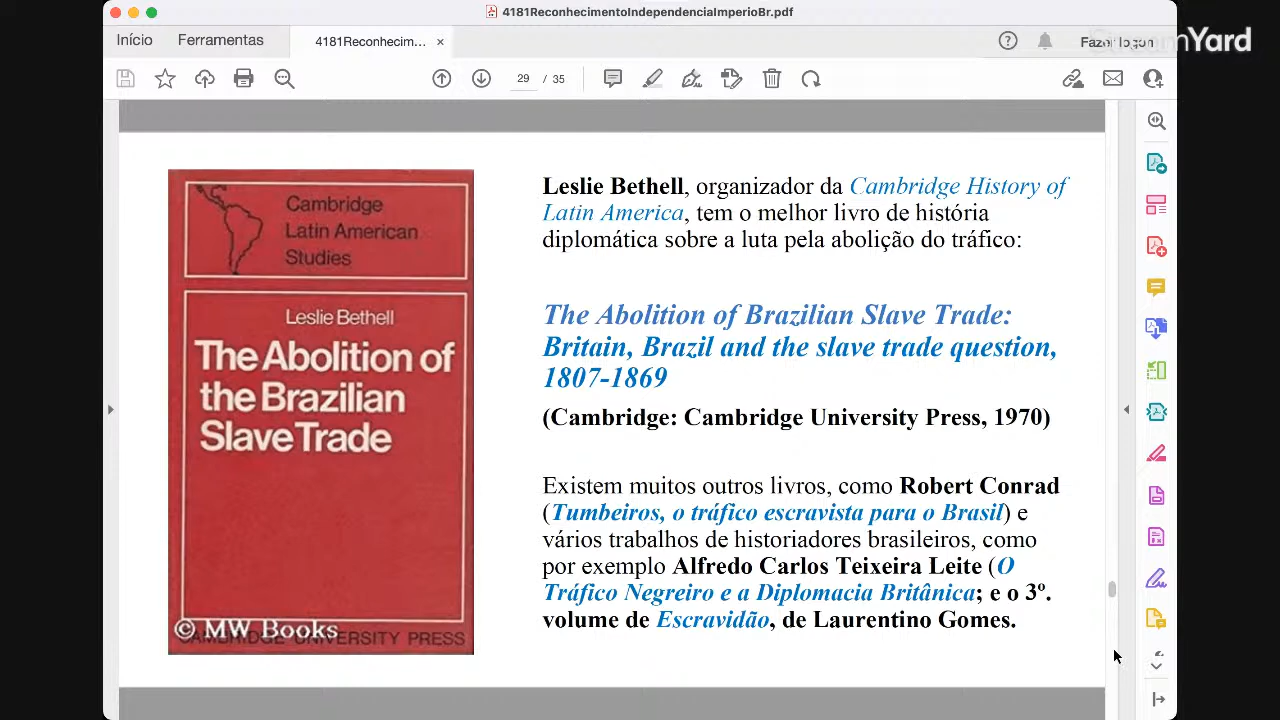 4181ReconhecimentoIndependenciaImperioBr.pdf
Início
Ferramentas
4181Reconhecim...
Fazer logon
StreamYard
29 / 35
Cambridge
Latin American
Studies
Leslie Bethell
The Abolition of
the Brazilian
Slave Trade
© MW Books
CAMBRIDGE UNIVERSITY PRESS
Leslie Bethell, organizador da Cambridge History of
Latin America, tem o melhor livro de história
diplomática sobre a luta pela abolição do tráfico:
The Abolition of Brazilian Slave Trade:
Britain, Brazil and the slave trade question,
1807-1869
(Cambridge: Cambridge University Press, 1970)
Existem muitos outros livros, como Robert Conrad
(Tumbeiros, o tráfico escravista para o Brasil) e
vários trabalhos de historiadores brasileiros, como
por exemplo Alfredo Carlos Teixeira Leite (O
Tráfico Negreiro e a Diplomacia Britânica; e o 3º.
volume de Escravidão, de Laurentino Gomes.